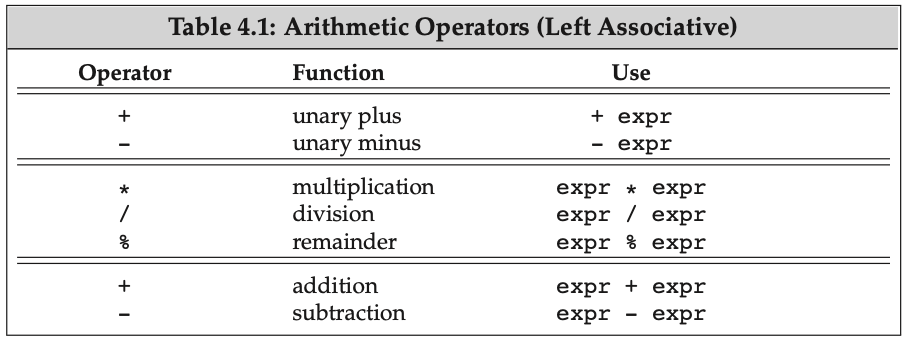 Table 4.1: Arithmetic Operators (Left Associative)
Operator Function Use
+ unary plus + expr
- unary minus - expr
* multiplication expr * expr
/ division expr / expr
% remainder expr % expr
+ addition expr + expr
- subtraction expr - expr